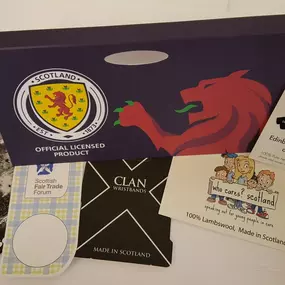 SCOTLAND
EST 1873
OFFICIAL LICENSED
PRODUCT
Scottish
Fair Trade
Forum
CLAN
WRISTBANDS
MADE IN SCOTLAND
who cares? scotland
speaking out for young people in care
100% Lambswool, Made in Scotland